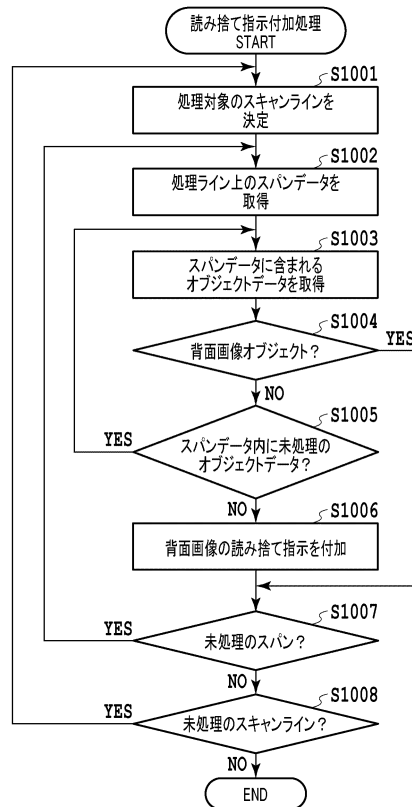 読み捨て指示付加処理
START
S1001
処理対象のスキャンラインを
決定
S1002
処理ライン上のスパンデータを
取得
S1003
スパンデータに含まれる
オブジェクトデータを取得
S1004
背面画像オブジェクト？
YES
NO
S1005
YES
スパンデータ内に未処理の
オブジェクトデータ？
NO
S1006
背面画像の読み捨て指示を付加
S1007
YES
未処理のスパン？
NO
S1008
YES
未処理のスキャンライン？
NO
END